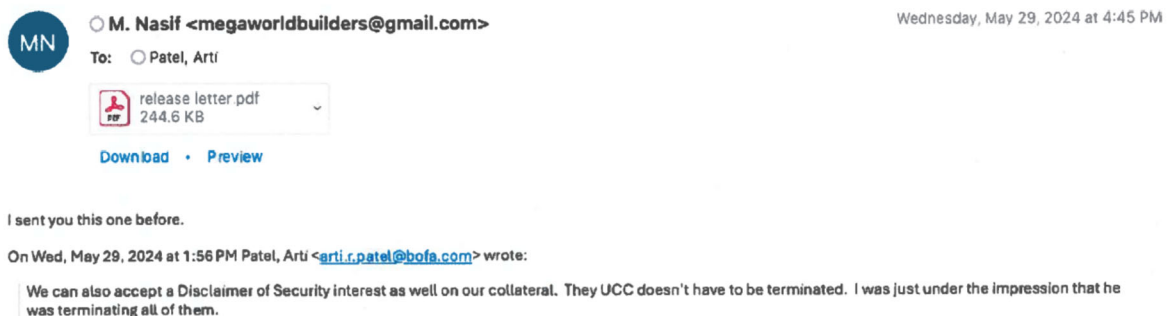 MN
M. Nasif <megaworldbuilders@gmail.com>
Wednesday, May 29, 2024 at 4:45 PM
To: Patel, Arti
release letter.pdf
244.6 KB
PDF
Download • Preview
I sent you this one before.
On Wed, May 29, 2024 at 1:56 PM Patel, Arti <arti.r.patel@bofa.com> wrote:
We can also accept a Disclaimer of Security interest as well on our collateral. They UCC doesn't have to be terminated. I was just under the impression that he
was terminating all of them.